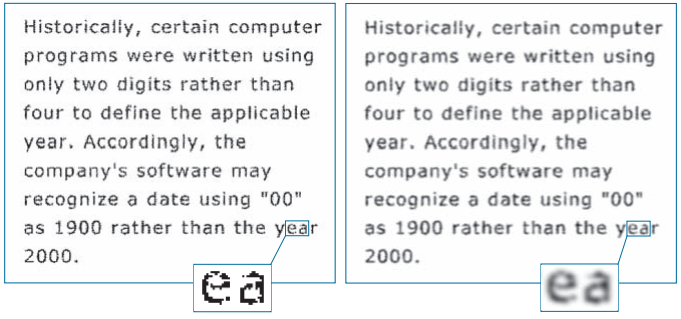 Historically, certain computer
programs were written using
only two digits rather than
four to define the applicable
year. Accordingly, the
company's software may
recognize a date using "00"
as 1900 rather than the year
2000.
ea
Historically, certain computer
programs were written using
only two digits rather than
four to define the applicable
year. Accordingly, the
company's software may
recognize a date using "00"
as 1900 rather than the year
2000.
ea